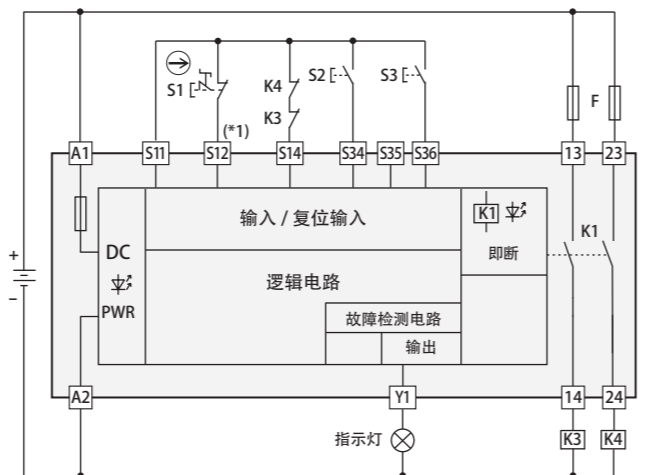 S1
K4
K3
S2
S3
F
(*1)
A1
S11
S12
S14
S34
S35
S36
13
23
+
−
DC
PWR
输入 / 复位输入
逻辑电路
故障检测电路
输出
K1
即断
K1
A2
Y1
14
24
指示灯
K3
K4